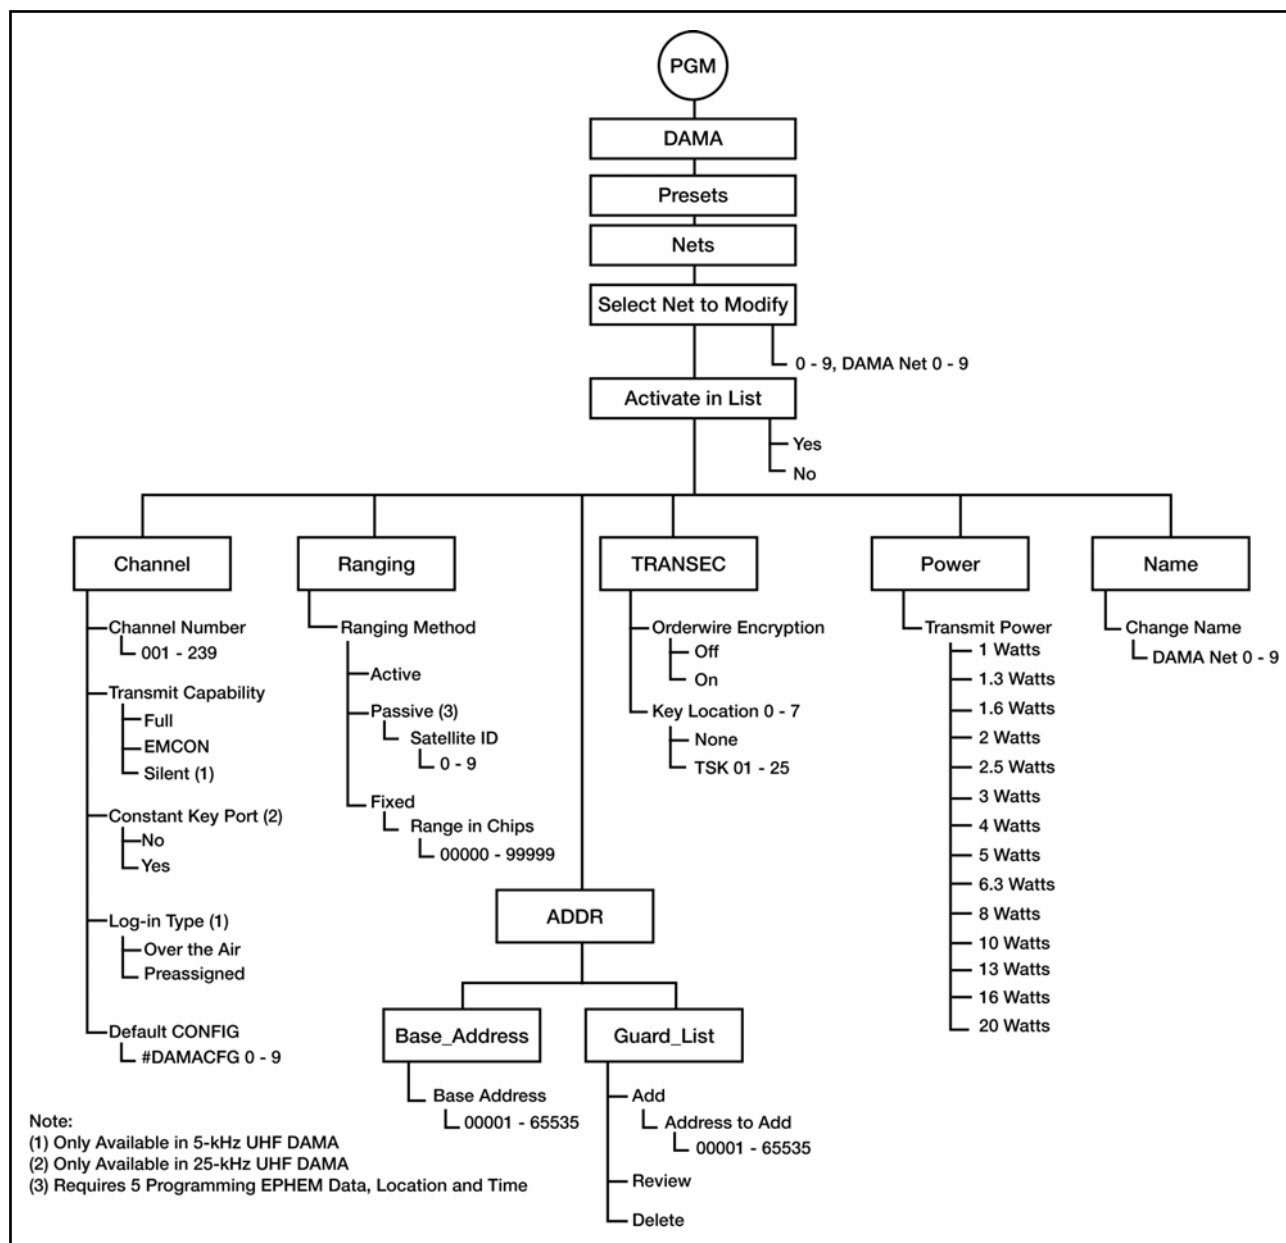 PGM
DAMA
Presets
Nets
Select Net to Modify
0 - 9, DAMA Net 0 - 9
Activate in List
Yes
No
Channel
Channel Number
001 - 239
Transmit Capability
Full
EMCON
Silent (1)
Constant Key Port (2)
No
Yes
Log-in Type (1)
Over the Air
Preassigned
Default CONFIG
#DAMACFG 0 - 9
Ranging
Ranging Method
Active
Passive (3)
Satellite ID
0 - 9
Fixed
Range in Chips
00000 - 99999
ADDR
Base_Address
Base Address
00001 - 65535
Guard_List
Add
Address to Add
00001 - 65535
Review
Delete
TRANSEC
Orderwire Encryption
Off
On
Key Location 0 - 7
None
TSK 01 - 25
Power
Transmit Power
1 Watts
1.3 Watts
1.6 Watts
2 Watts
2.5 Watts
3 Watts
4 Watts
5 Watts
6.3 Watts
8 Watts
10 Watts
13 Watts
16 Watts
20 Watts
Name
Change Name
DAMA Net 0 - 9
Note:
(1) Only Available in 5-kHz UHF DAMA
(2) Only Available in 25-kHz UHF DAMA
(3) Requires 5 Programming EPHEM Data, Location and Time